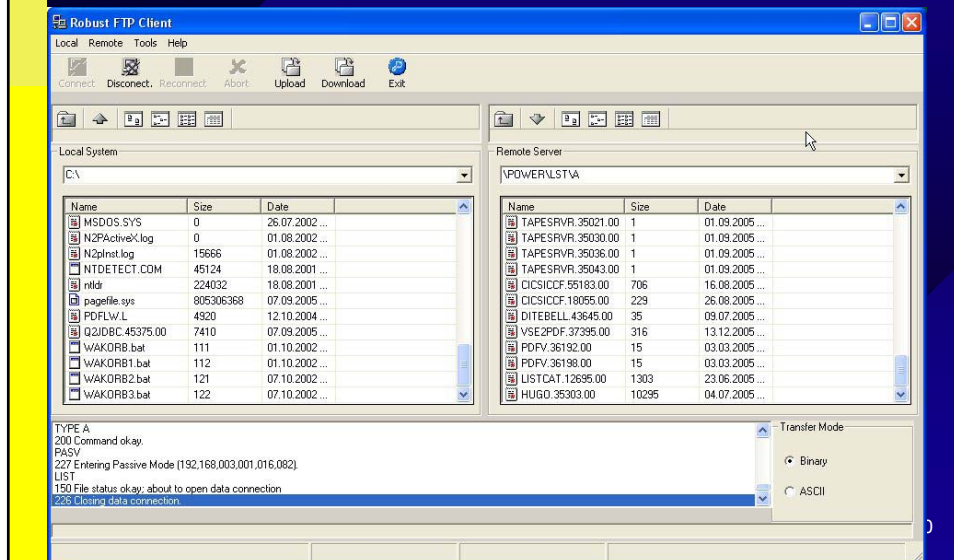 Robust FTP Client
Local Remote Tools Help
Connect Disconect. Reconnect Abort Upload Download Exit
Local System
C:\
Name Size Date
MSDOS.SYS 0 26.07.2002 ...
N2PActiveX.log 0 01.08.2002 ...
N2pInst.log 15666 01.08.2002 ...
NTDETECT.COM 45124 18.08.2001 ...
ntldr 224032 18.08.2001 ...
pagefile.sys 805306368 07.09.2005 ...
PDFLW.L 4920 12.10.2004 ...
Q2JDBC.45375.00 7410 07.09.2005 ...
WAKORB.bat 111 01.10.2002 ...
WAKORB1.bat 112 01.10.2002 ...
WAKORB2.bat 121 07.10.2002 ...
WAKORB3.bat 122 07.10.2002 ...
Remote Server
\POWER\LST\A
Name Size Date
TAPESRVR.35021.00 1 01.09.2005 ...
TAPESRVR.35030.00 1 01.09.2005 ...
TAPESRVR.35036.00 1 01.09.2005 ...
TAPESRVR.35043.00 1 01.09.2005 ...
CICSICCF.55183.00 706 16.08.2005 ...
CICSICCF.18055.00 229 26.08.2005 ...
DITEBELL.43645.00 35 09.07.2005 ...
VSE2PDF.37395.00 316 13.12.2005 ...
PDFV.36192.00 15 03.03.2005 ...
PDFV.36198.00 15 03.03.2005 ...
LISTCAT.12695.00 1303 23.06.2005 ...
HUGO.35303.00 10295 04.07.2005 ...
TYPE A
200 Command okay.
PASV
227 Entering Passive Mode (192,168,003,001,016,082).
LIST
150 File status okay; about to open data connection
226 Closing data connection.
Transfer Mode
Binary
ASCII
0